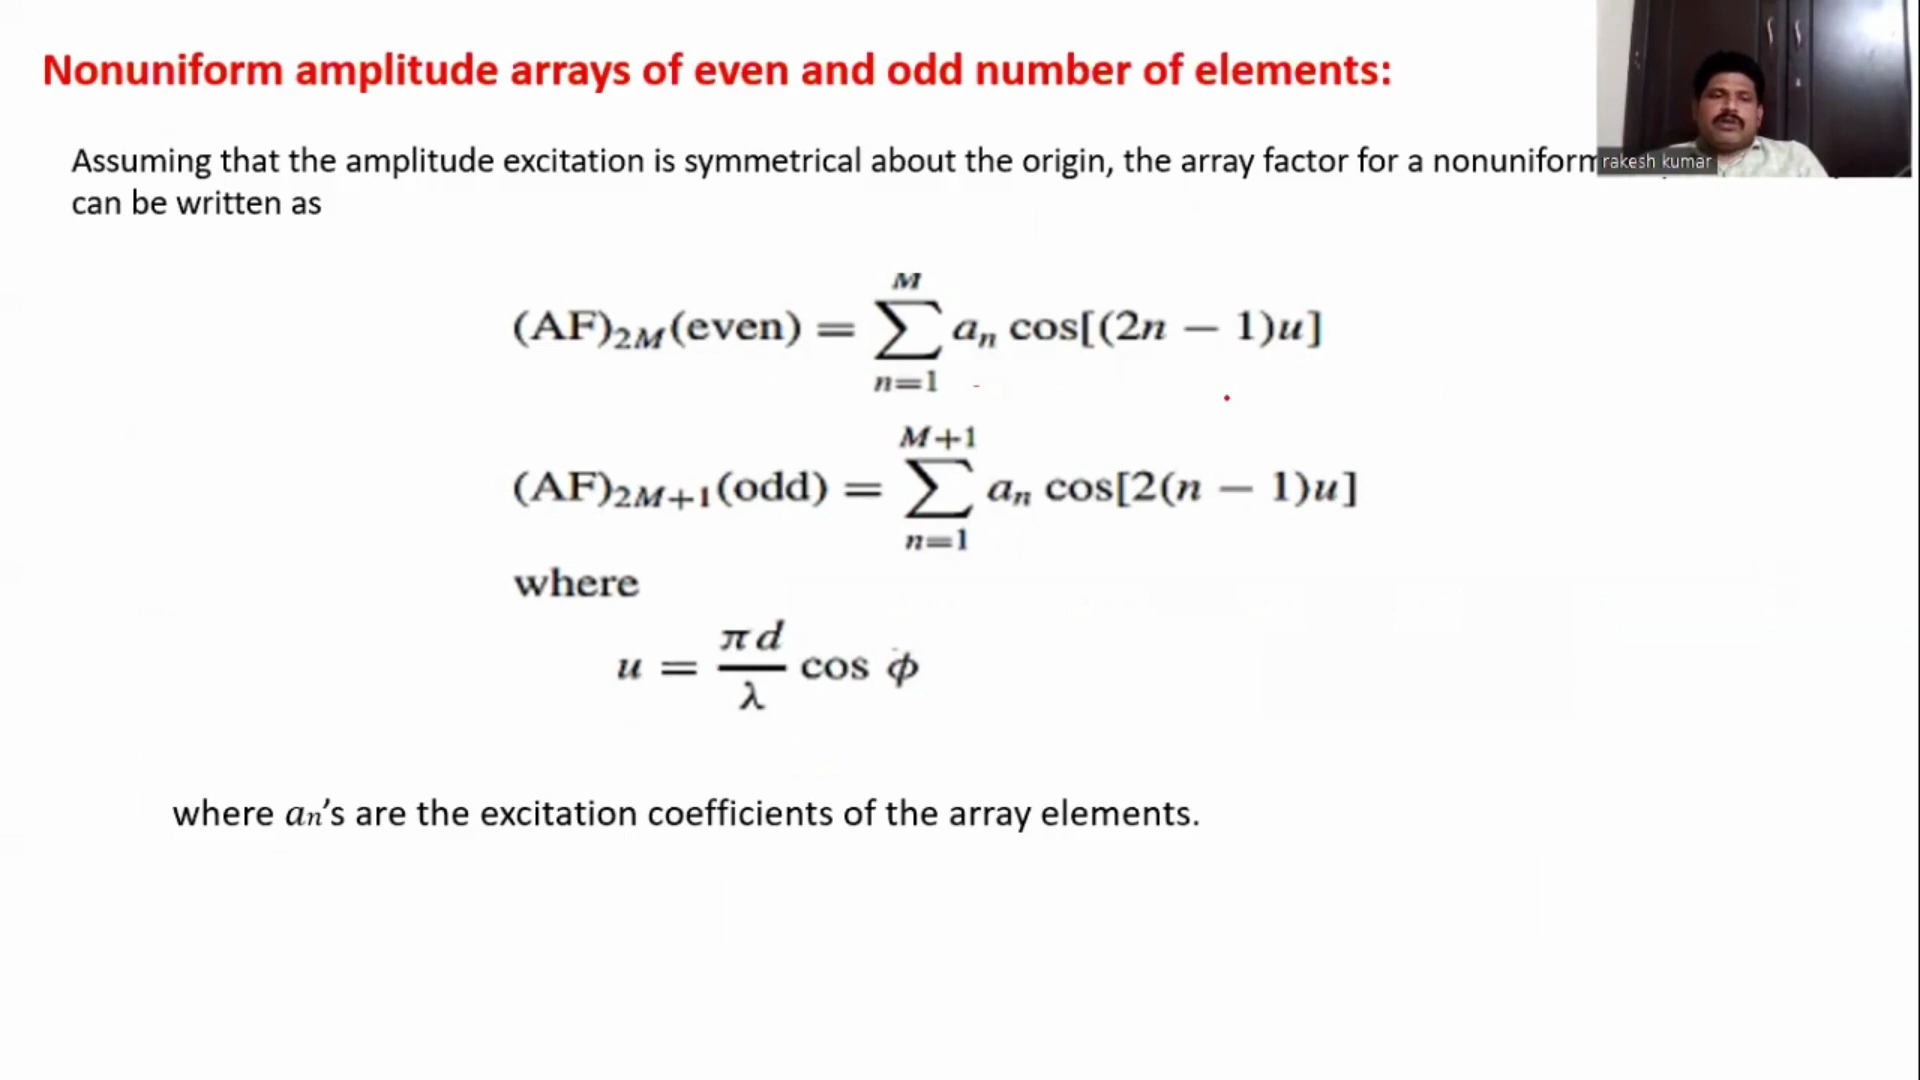 Nonuniform amplitude arrays of even and odd number of elements:
rakesh kumar
Assuming that the amplitude excitation is symmetrical about the origin, the array factor for a nonuniform
can be written as
(AF)₂M(even) = ∑ₙ₌₁ᴹ aₙ cos[(2n − 1)u]
(AF)₂M₊₁(odd) = ∑ₙ₌₁ᴹ⁺¹ aₙ cos[2(n − 1)u]
where
u = πd/λ cos ϕ
where an's are the excitation coefficients of the array elements.